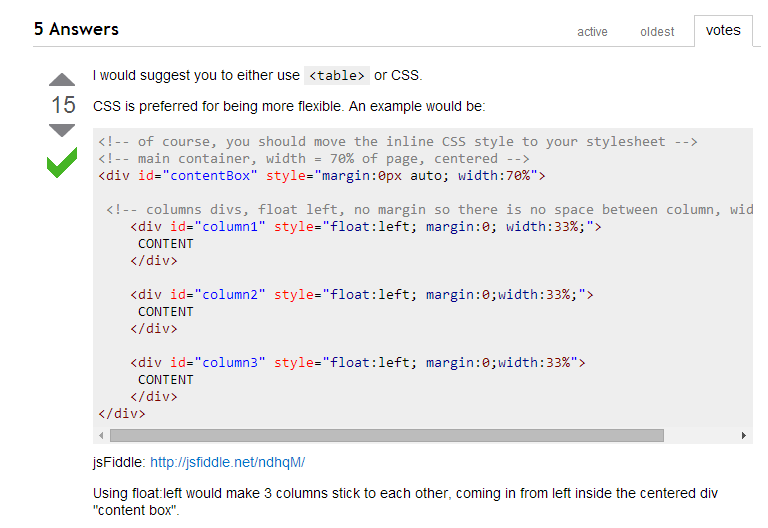 5 Answers
active oldest votes
I would suggest you to either use <table> or CSS.
15
CSS is preferred for being more flexible. An example would be:
<!-- of course, you should move the inline CSS style to your stylesheet -->
<!-- main container, width = 70% of page, centered -->
<div id="contentBox" style="margin:0px auto; width:70%">
<!-- columns divs, float left, no margin so there is no space between column, wid
<div id="column1" style="float:left; margin:0; width:33%;">
CONTENT
</div>
<div id="column2" style="float:left; margin:0;width:33%;">
CONTENT
</div>
<div id="column3" style="float:left; margin:0;width:33%">
CONTENT
</div>
</div>
jsFiddle: http://jsfiddle.net/ndhqM/
Using float:left would make 3 columns stick to each other, coming in from left inside the centered div
"content box".